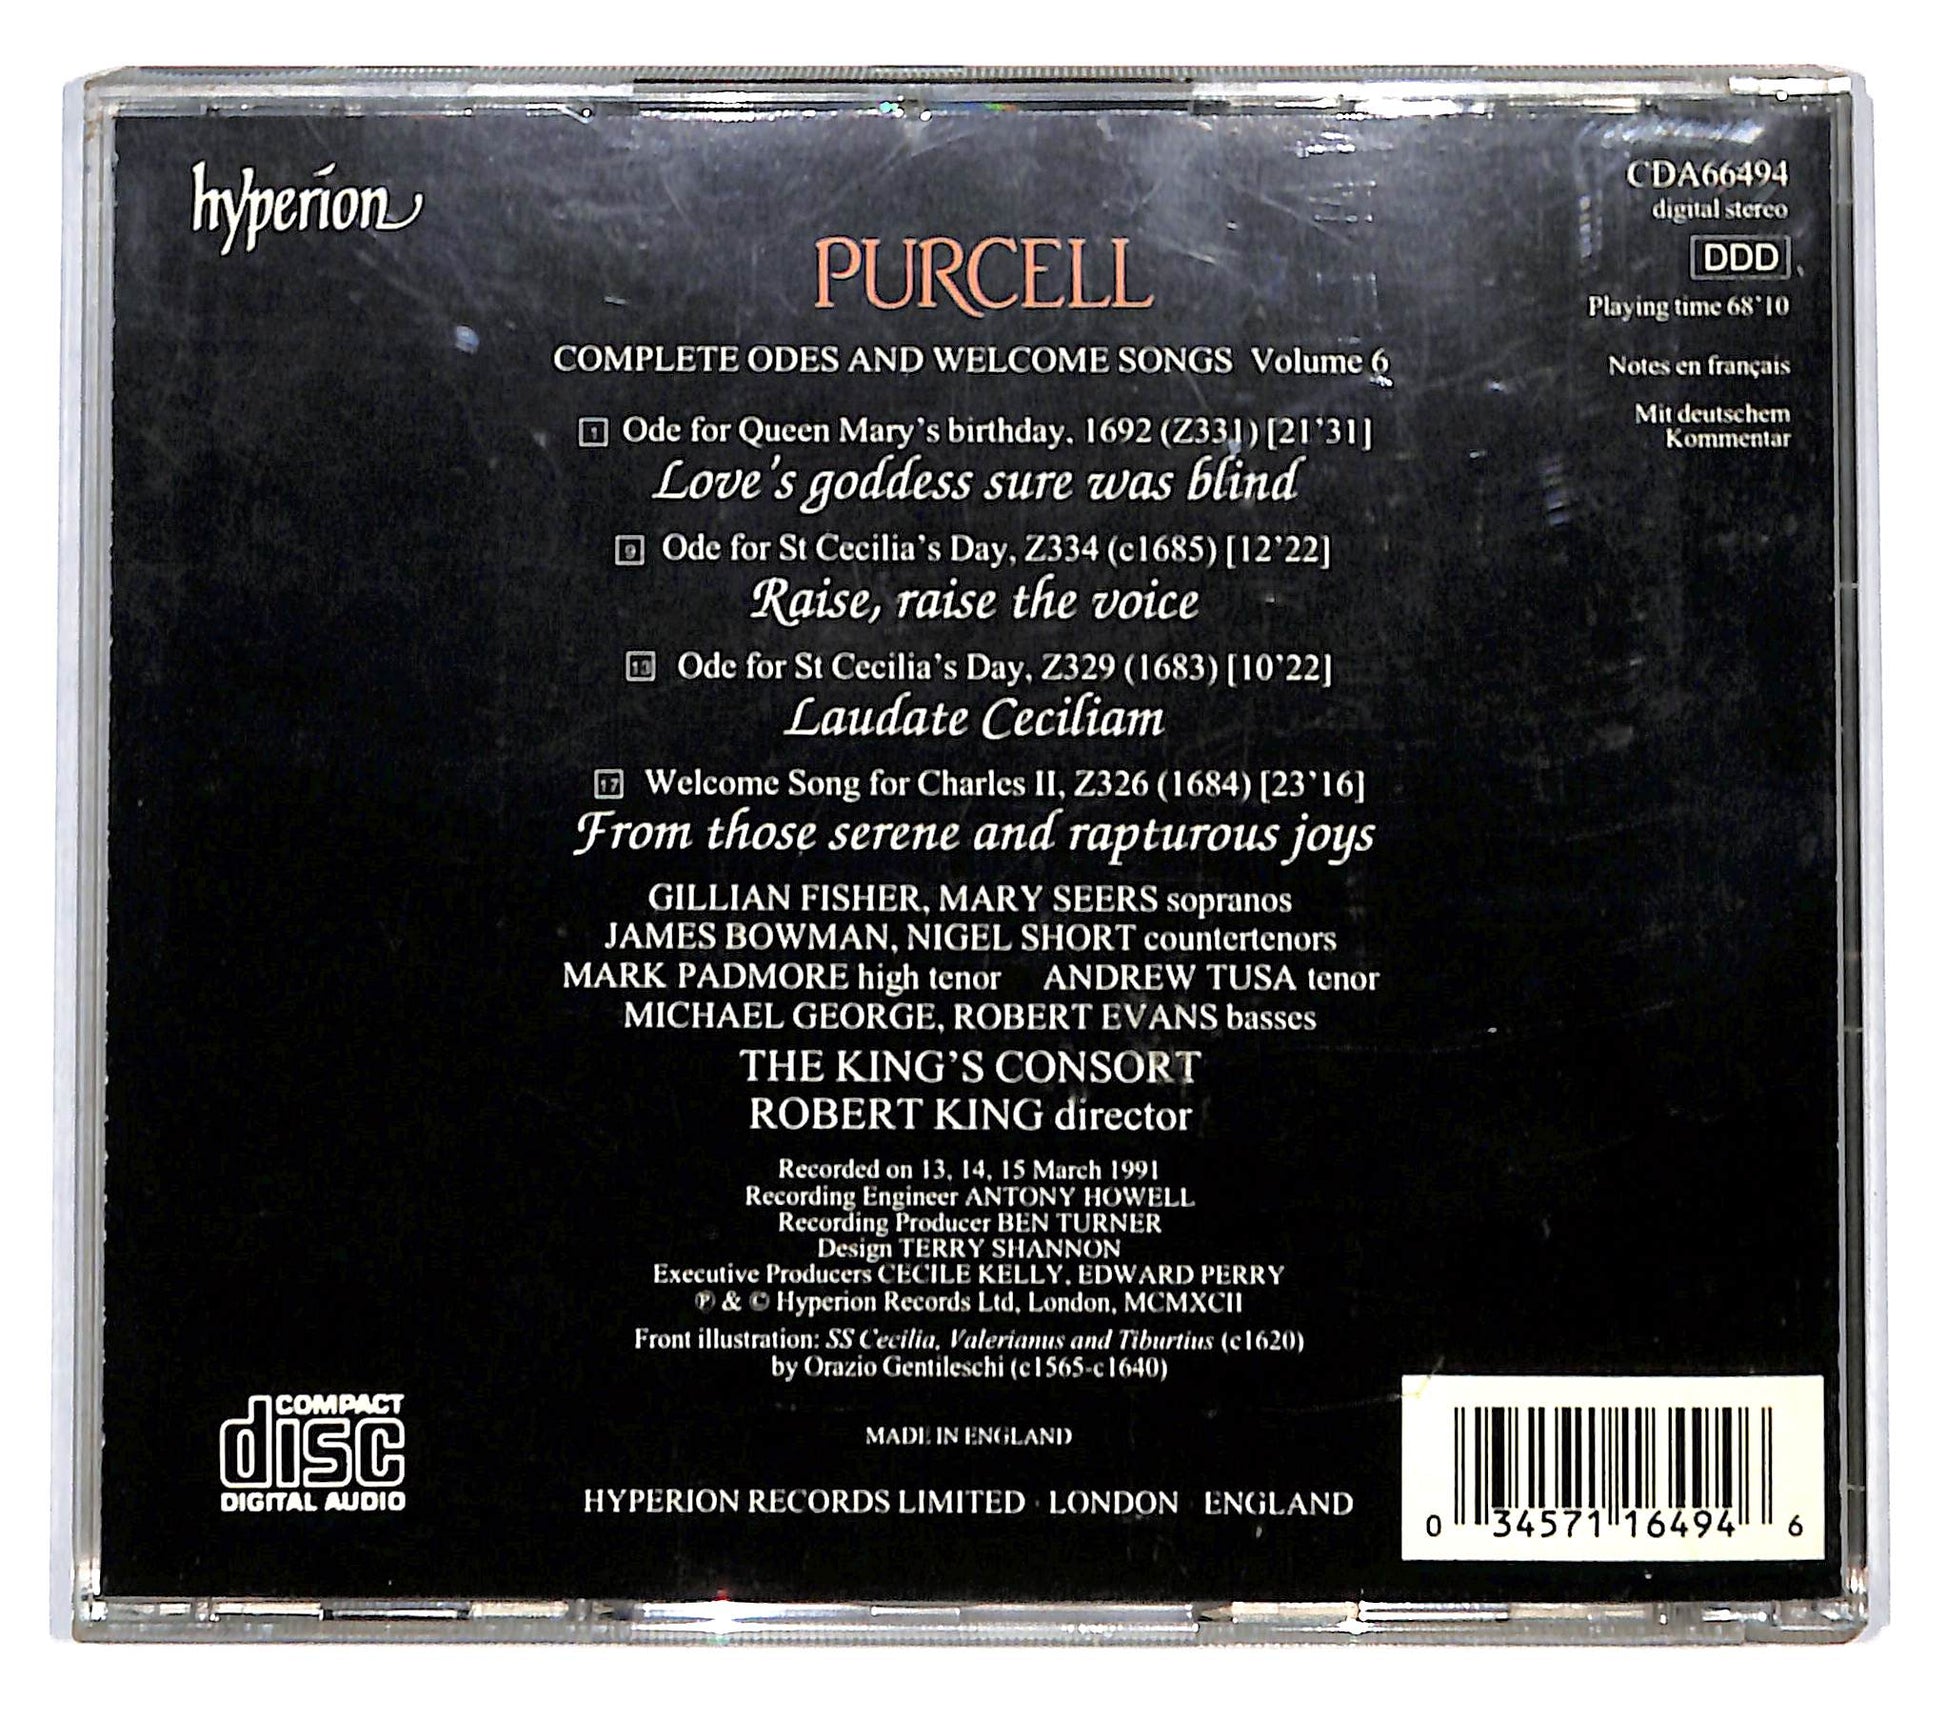 hyperion
CDA66494
digital stereo
DDD
Playing time 68'10
Notes en français
Mit deutschem
Kommentar
PURCELL
COMPLETE ODES AND WELCOME SONGS Volume 6
1 Ode for Queen Mary's birthday, 1692 (Z331) [21'31]
Love's goddess sure was blind
9 Ode for St Cecilia's Day, Z334 (c1685) [12'22]
Raise, raise the voice
13 Ode for St Cecilia's Day, Z329 (1683) [10'22]
Laudate Ceciliam
17 Welcome Song for Charles II, Z326 (1684) [23'16]
From those serene and rapturous joys
GILLIAN FISHER, MARY SEERS sopranos
JAMES BOWMAN, NIGEL SHORT countertenors
MARK PADMORE high tenor ANDREW TUSA tenor
MICHAEL GEORGE, ROBERT EVANS basses
THE KING'S CONSORT
ROBERT KING director
Recorded on 13, 14, 15 March 1991
Recording Engineer ANTONY HOWELL
Recording Producer BEN TURNER
Design TERRY SHANNON
Executive Producers CECILE KELLY, EDWARD PERRY
℗ & © Hyperion Records Ltd, London, MCMXCII
Front illustration: SS Cecilia, Valerianus and Tiburtius (c1620)
by Orazio Gentileschi (c1565-c1640)
MADE IN ENGLAND
HYPERION RECORDS LIMITED · LONDON · ENGLAND
COMPACT
disc
DIGITAL AUDIO
0 34571 16494 6